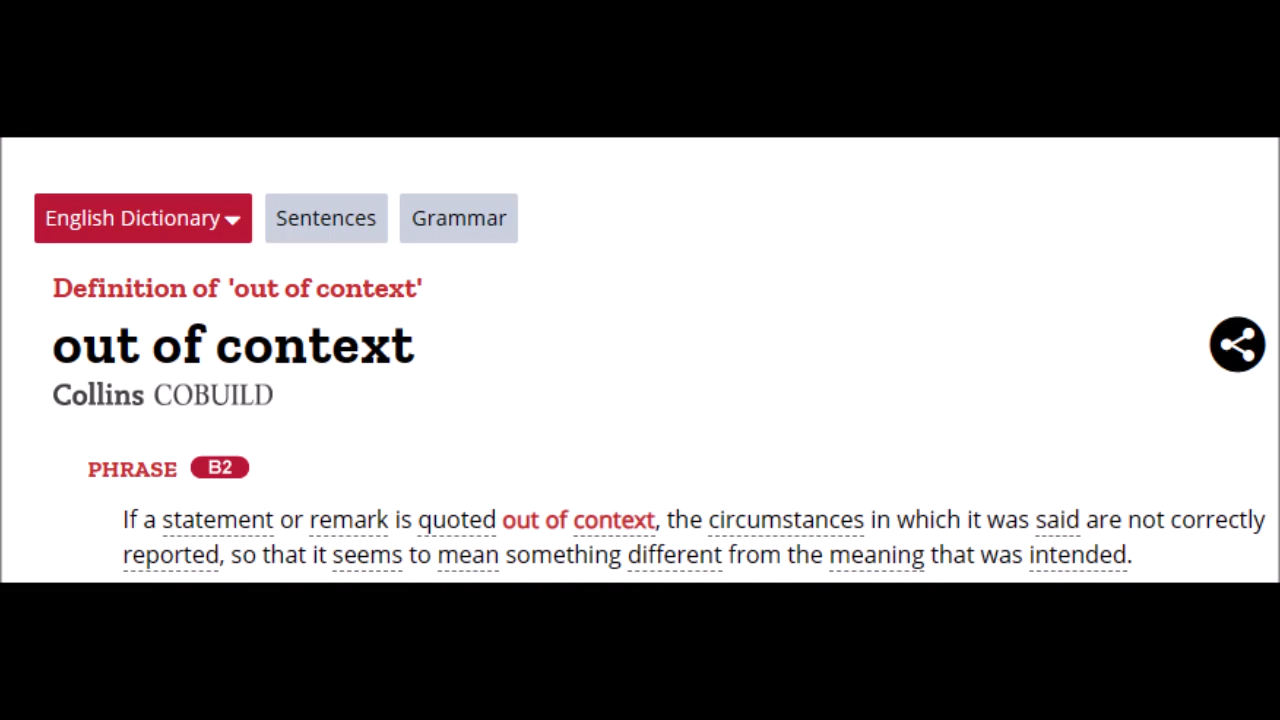 English Dictionary Sentences Grammar
Definition of 'out of context'
out of context
Collins COBUILD
PHRASE B2
If a statement or remark is quoted out of context, the circumstances in which it was said are not correctly
reported, so that it seems to mean something different from the meaning that was intended.